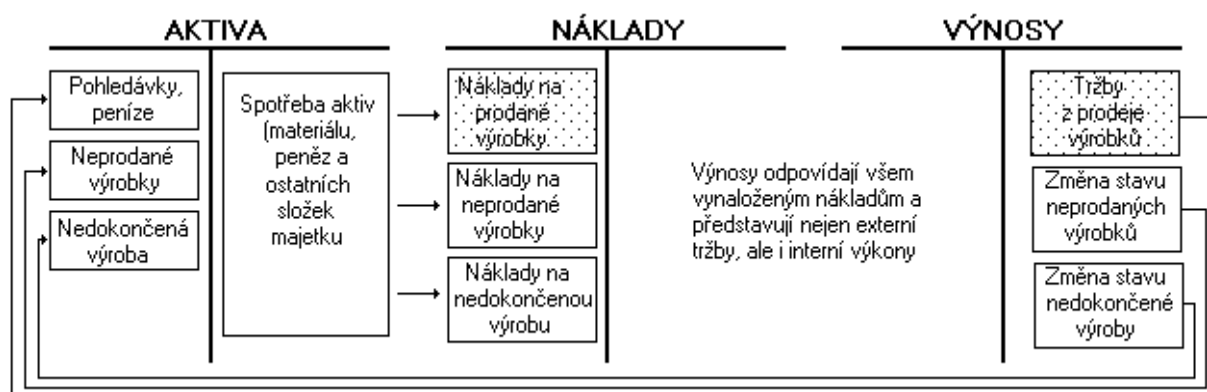 AKTIVA
Pohledávky,
peníze
Neprodané
výrobky
Nedokončená
výroba
Spotřeba aktiv
(materiálu,
peněz a
ostatních
složek
majetku
NÁKLADY
Náklady na
prodané
výrobky
Náklady na
neprodané
výrobky
Náklady na
nedokončenou
výrobu
Výnosy odpovídají všem
vynaloženým nákladům a
představují nejen externí
tržby, ale i interní výkony
VÝNOSY
Tržby
z prodeje
výrobků
Změna stavu
neprodaných
výrobků
Změna stavu
nedokončené
výroby